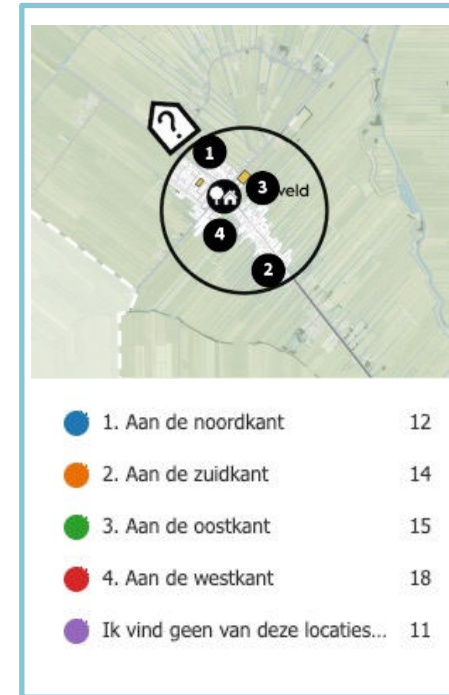 ?
1
3
veld
4
2
1. Aan de noordkant 12
2. Aan de zuidkant 14
3. Aan de oostkant 15
4. Aan de westkant 18
Ik vind geen van deze locaties... 11